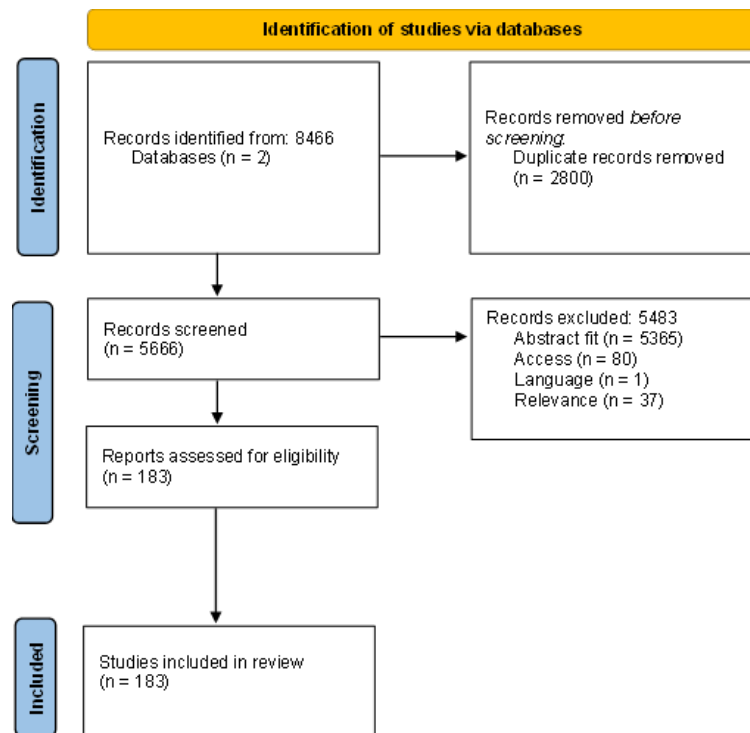 Identification of studies via databases
Identification
Records identified from: 8466
Databases (n = 2)
Records removed before
screening:
Duplicate records removed
(n = 2800)
Screening
Records screened
(n = 5666)
Records excluded: 5483
Abstract fit (n = 5365)
Access (n = 80)
Language (n = 1)
Relevance (n = 37)
Reports assessed for eligibility
(n = 183)
Included
Studies included in review
(n = 183)